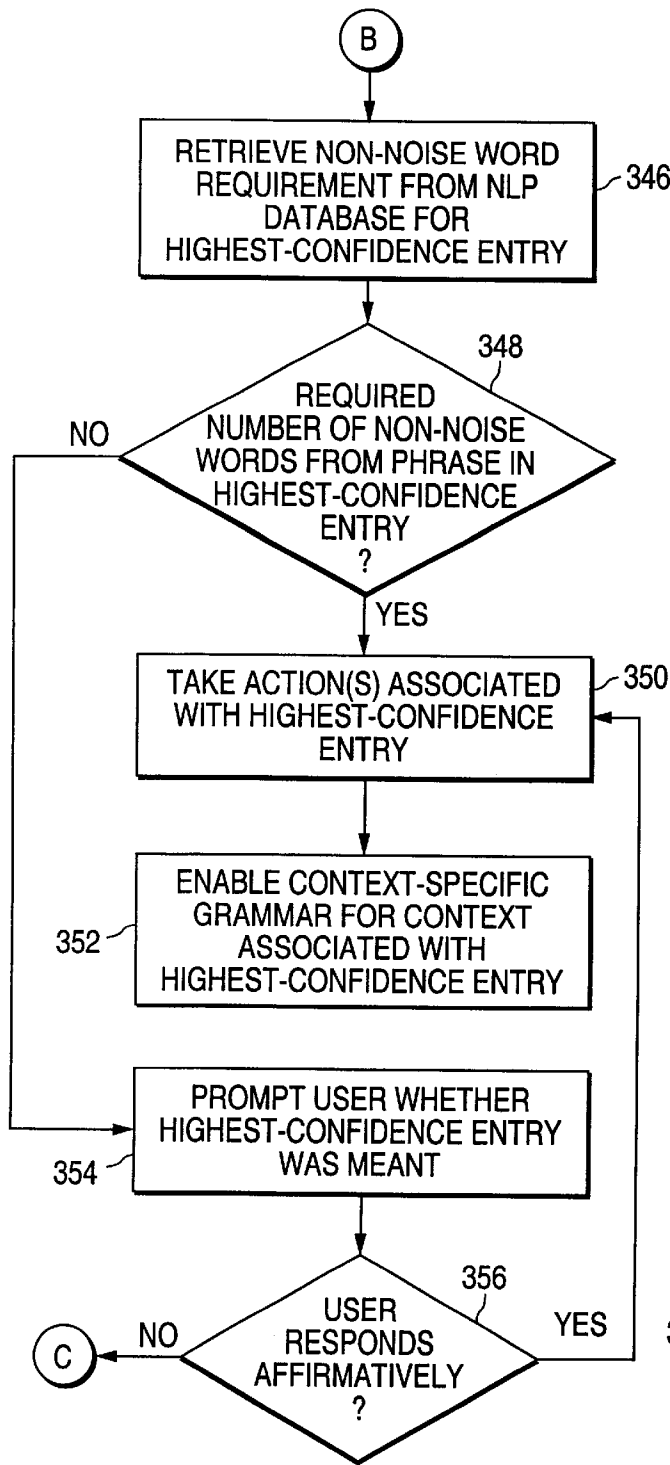 B
RETRIEVE NON-NOISE WORD
REQUIREMENT FROM NLP
DATABASE FOR
HIGHEST-CONFIDENCE ENTRY
346
348
REQUIRED
NUMBER OF NON-NOISE
WORDS FROM PHRASE IN
HIGHEST-CONFIDENCE
ENTRY
?
NO
YES
TAKE ACTION(S) ASSOCIATED
WITH HIGHEST-CONFIDENCE
ENTRY
350
ENABLE CONTEXT-SPECIFIC
GRAMMAR FOR CONTEXT
ASSOCIATED WITH
HIGHEST-CONFIDENCE ENTRY
352
PROMPT USER WHETHER
HIGHEST-CONFIDENCE ENTRY
WAS MEANT
354
356
USER
RESPONDS
AFFIRMATIVELY
?
YES
NO
C